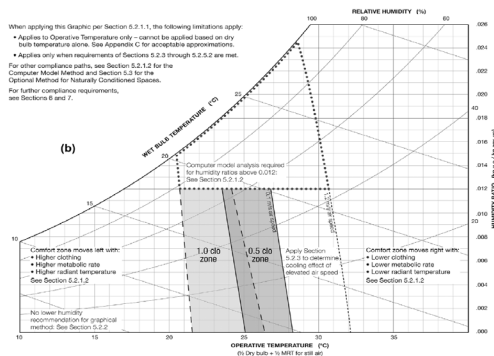 When applying this Graphic per Section 5.2.1.1, the following limitations apply:
• Applies to Operative Temperature only – cannot be applied based on dry
bulb temperature alone. See Appendix C for acceptable approximations.
• Applies only when requirements of Sections 5.2.3 through 5.2.5.2 are met.
For other compliance paths, see Section 5.2.1.2 for the
Computer Model Method and Section 5.3 for the
Optional Method for Naturally Conditioned Spaces.
For further compliance requirements,
see Sections 6 and 7.
RELATIVE HUMIDITY (%)
100
80
60
.026
.024
.022
.020
.018
.016
.014
.012
.010
.008
.006
.004
.002
.000
40
20
WET BULB TEMPERATURE (°C)
25
20
15
10
(b)
Computer model analysis required
for humidity ratios above 0.012:
See Section 5.2.1.2
1.0 clo
zone
0.5 clo
zone
Apply Section
5.2.3 to determine
cooling effect of
elevated air speed
Comfort zone moves left with:
• Higher clothing
• Higher metabolic rate
• Higher radiant temperature
See Section 5.2.1.2
Comfort zone moves right with:
• Lower clothing
• Lower metabolic rate
• Lower radiant temperature
See Section 5.2.1.2
No lower humidity
recommendation for graphical
method: See Section 5.2.2
10
15
20
25
30
35
OPERATIVE TEMPERATURE (°C)
(½ Dry bulb + ½ MRT for still air)
HUMIDITY RATIO